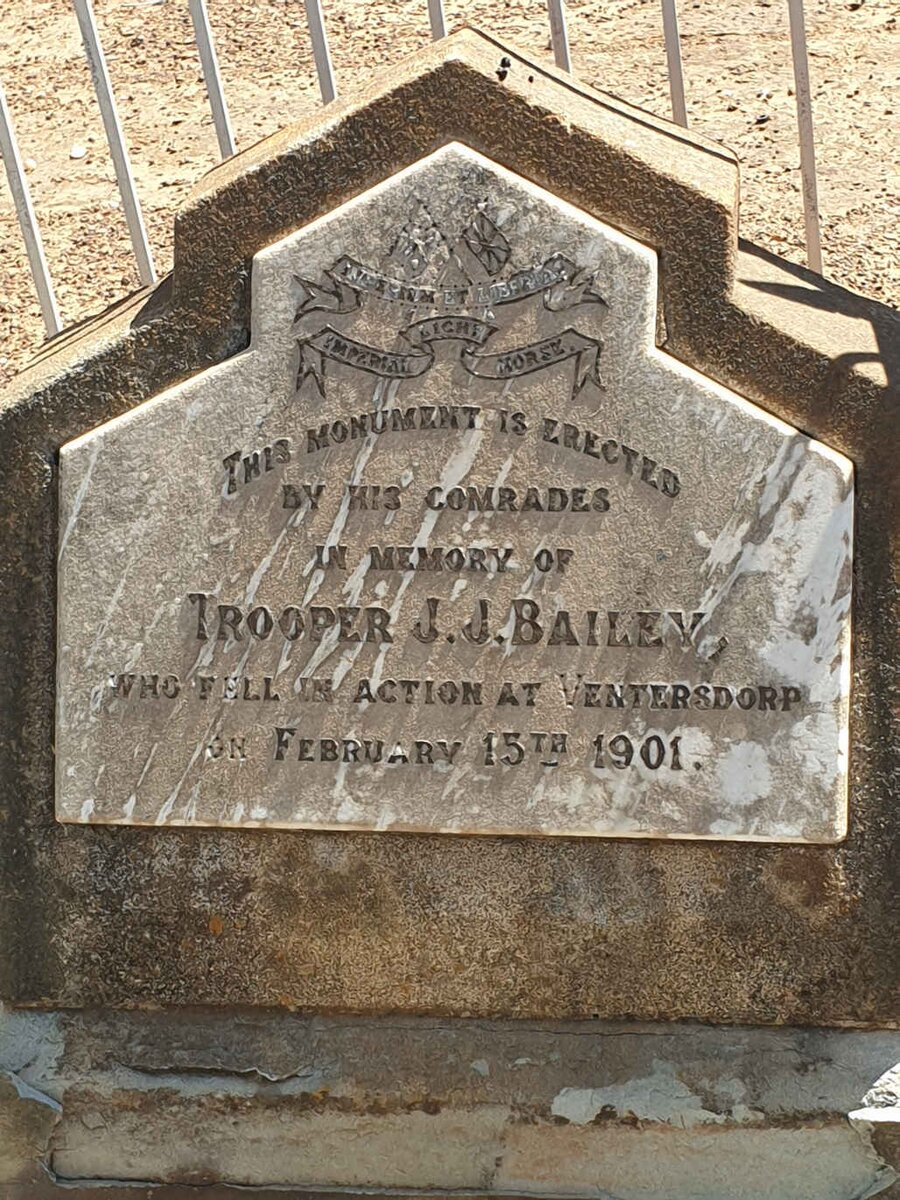 IMPERIUM ET LIBERTAS
IMPERIAL LIGHT HORSE.
THIS MONUMENT IS ERECTED
BY HIS COMRADES
IN MEMORY OF
TROOPER J.J. BAILEY,
WHO FELL IN ACTION AT VENTERSDORP
ON FEBRUARY 15TH 1901.